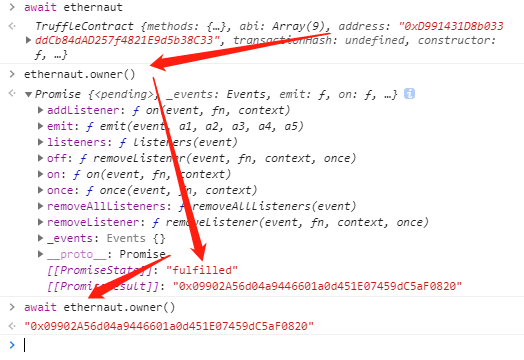 > await ethernaut
TruffleContract {methods: {…}, abi: Array(9), address: "0xD991431D8b033
ddCb84dAD257f4821E9d5b38C33", transactionHash: undefined, constructor:
ƒ, …}
> ethernaut.owner()
Promise {<pending>, _events: Events, emit: ƒ, on: ƒ, …} i
addListener: ƒ on(event, fn, context)
emit: ƒ emit(event, a1, a2, a3, a4, a5)
listeners: ƒ listeners(event)
off: ƒ removeListener(event, fn, context, once)
on: ƒ on(event, fn, context)
once: ƒ once(event, fn, context)
removeAllListeners: ƒ removeAllListeners(event)
removeListener: ƒ removeListener(event, fn, context, once)
_events: Events {}
__proto__: Promise
[[PromiseState]]: "fulfilled"
"0x09902A56d04a9446601a0d451E07459dC5aF0820"
> await ethernaut.owner()
"0x09902A56d04a9446601a0d451E07459dC5aF0820"
>